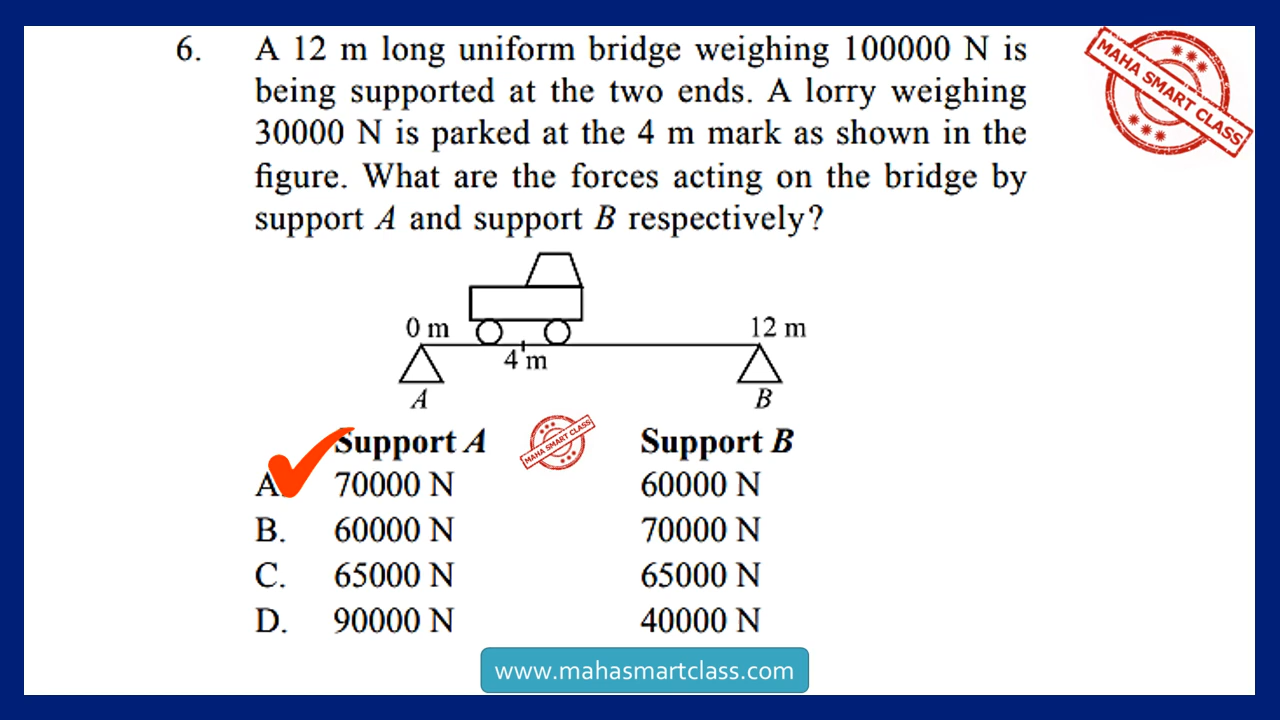 6. A 12 m long uniform bridge weighing 100000 N is
being supported at the two ends. A lorry weighing
30000 N is parked at the 4 m mark as shown in the
figure. What are the forces acting on the bridge by
support A and support B respectively?
MAHA SMART CLASS
0 m
12 m
4 m
A
B
Support A Support B
MAHA SMART CLASS
A. 70000 N 60000 N
B. 60000 N 70000 N
C. 65000 N 65000 N
D. 90000 N 40000 N
www.mahasmartclass.com